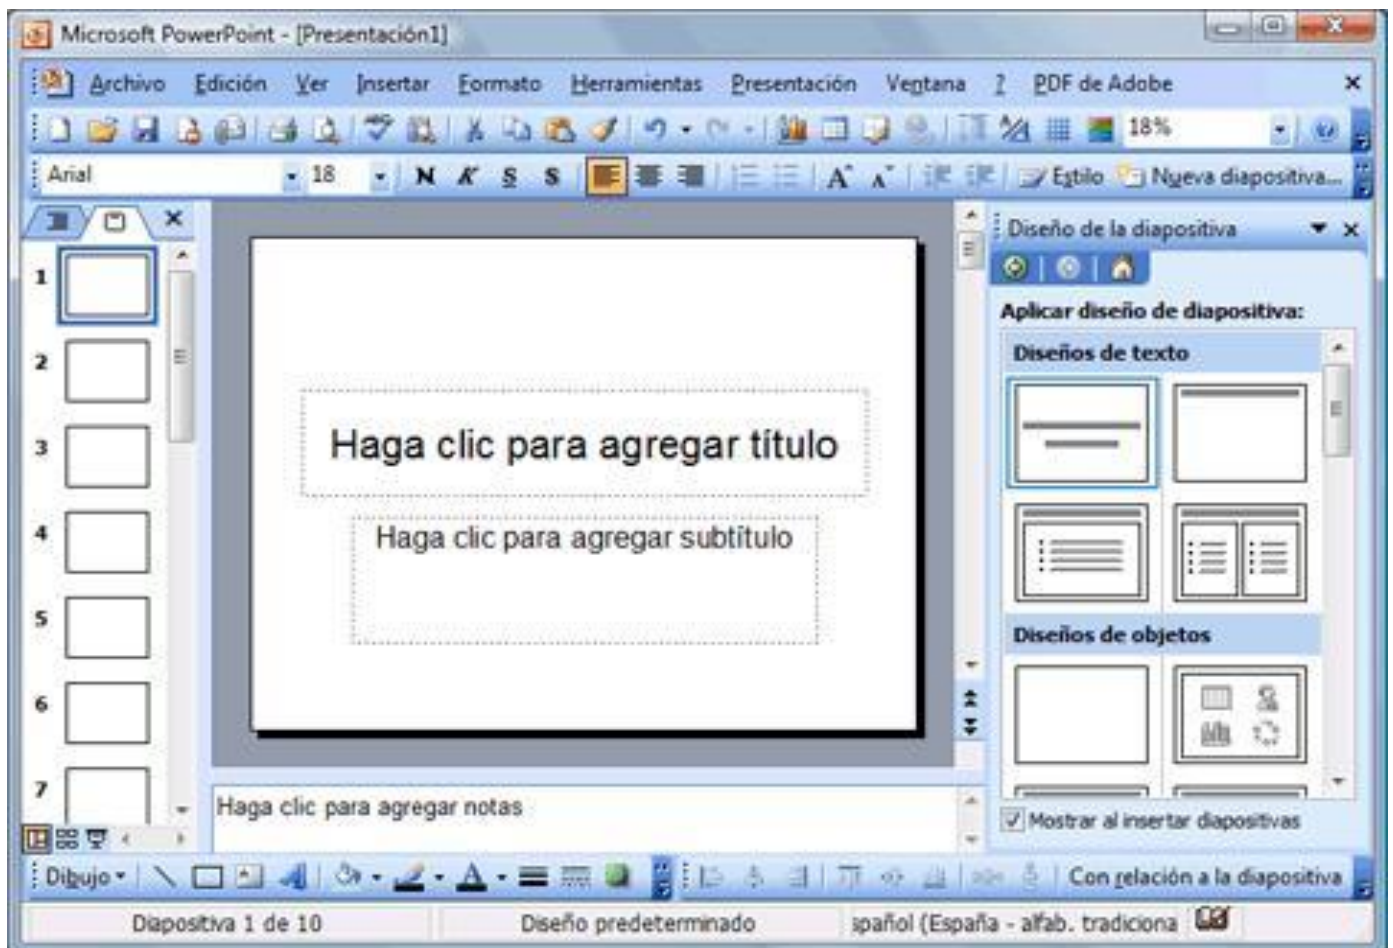 Microsoft PowerPoint - [Presentación1]
Archivo Edición Ver Insertar Formato Herramientas Presentación Ventana ? PDF de Adobe
18%
Arial 18 N K S S A A Estilo Nueva diapositiva...
Diseño de la diapositiva
Aplicar diseño de diapositiva:
Diseños de texto
Diseños de objetos
Mostrar al insertar diapositivas
1
2
3
4
5
6
7
Haga clic para agregar título
Haga clic para agregar subtítulo
Haga clic para agregar notas
Dibujo A Con relación a la diapositiva
Diapositiva 1 de 10 Diseño predeterminado spañol (España - alfab. tradiciona